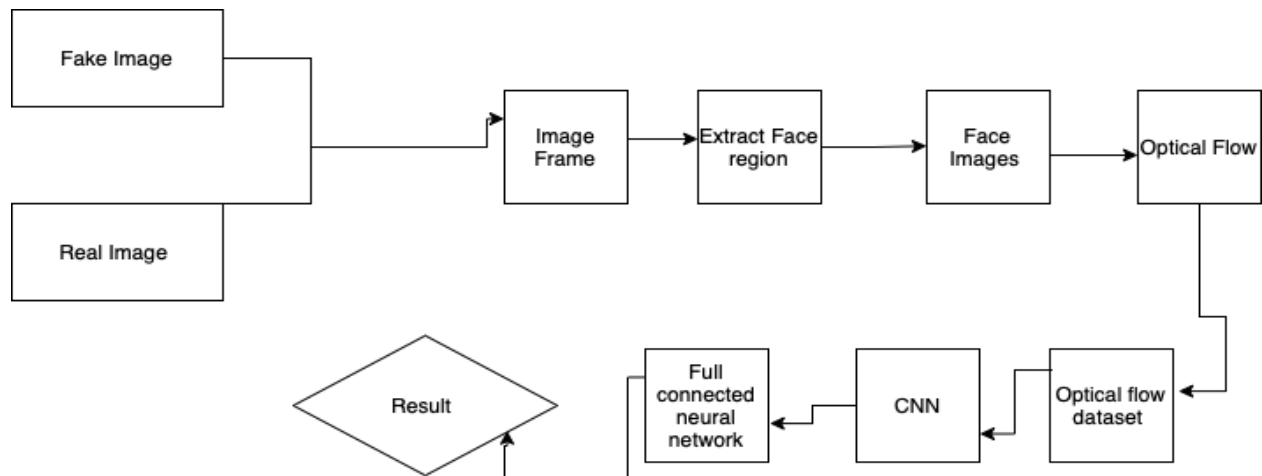 Fake Image
Real Image
Image
Frame
Extract Face
region
Face
Images
Optical Flow
Optical flow
dataset
CNN
Full
connected
neural
network
Result